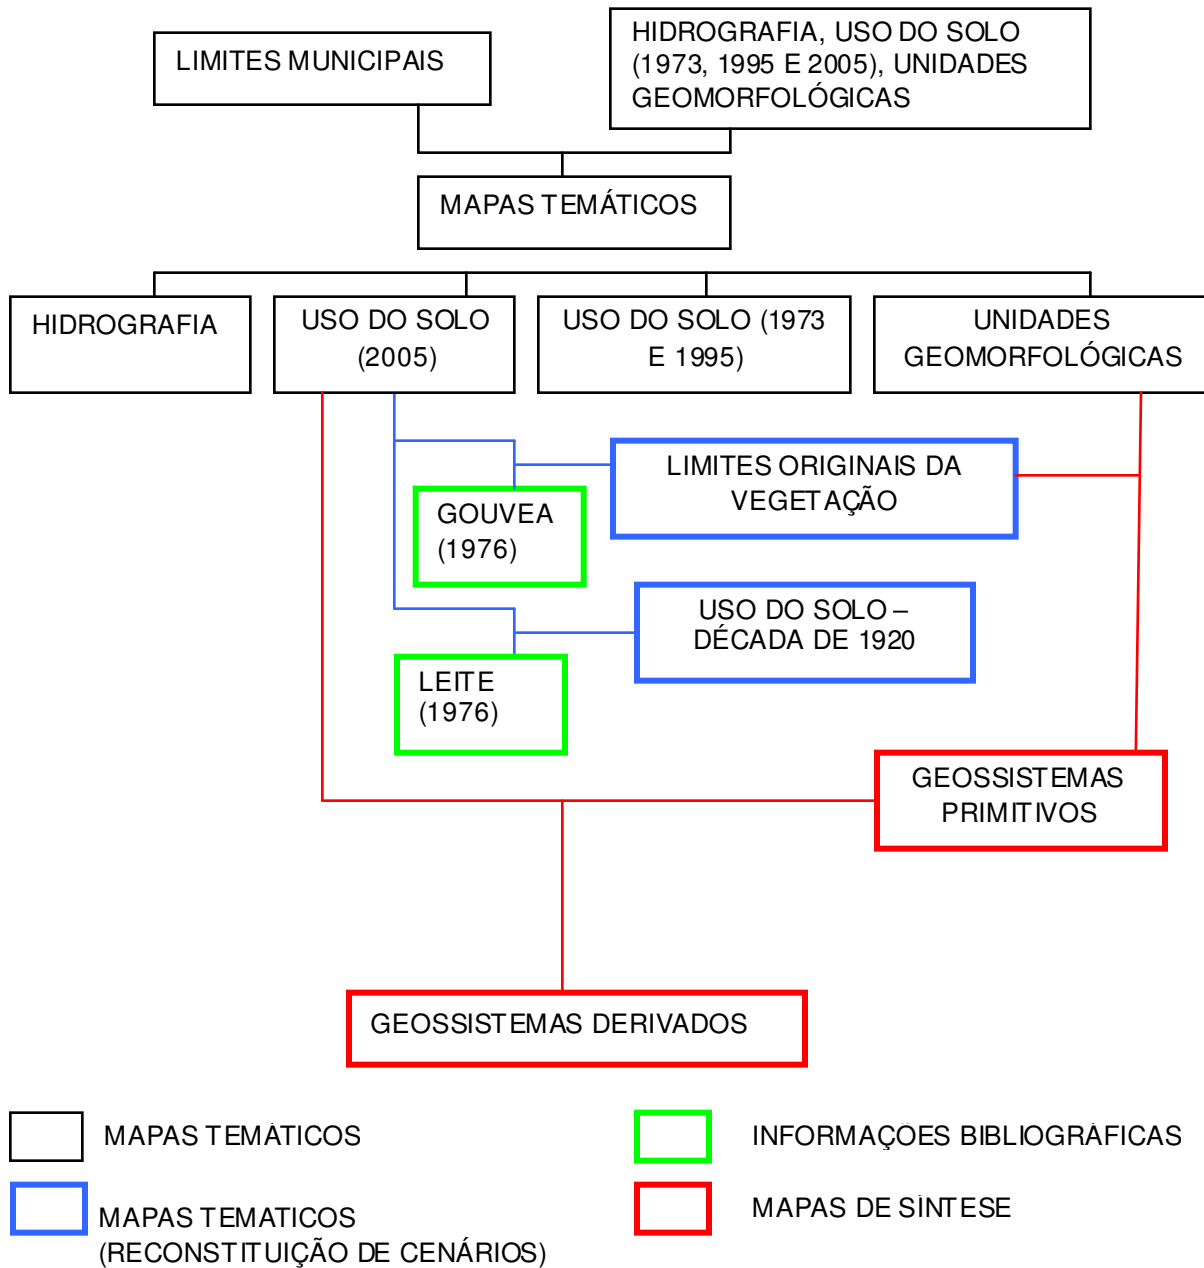 LIMITES MUNICIPAIS
HIDROGRAFIA, USO DO SOLO
(1973, 1995 E 2005), UNIDADES
GEOMORFOLÓGICAS
MAPAS TEMÁTICOS
HIDROGRAFIA
USO DO SOLO
(2005)
USO DO SOLO (1973
E 1995)
UNIDADES
GEOMORFOLÓGICAS
LIMITES ORIGINAIS DA
VEGETAÇÃO
GOUVEA
(1976)
USO DO SOLO –
DÉCADA DE 1920
LEITE
(1976)
GEOSSISTEMAS
PRIMITIVOS
GEOSSISTEMAS DERIVADOS
MAPAS TEMÁTICOS
INFORMAÇÕES BIBLIOGRÁFICAS
MAPAS TEMATICOS
(RECONSTITUIÇÃO DE CENÁRIOS)
MAPAS DE SÍNTESE